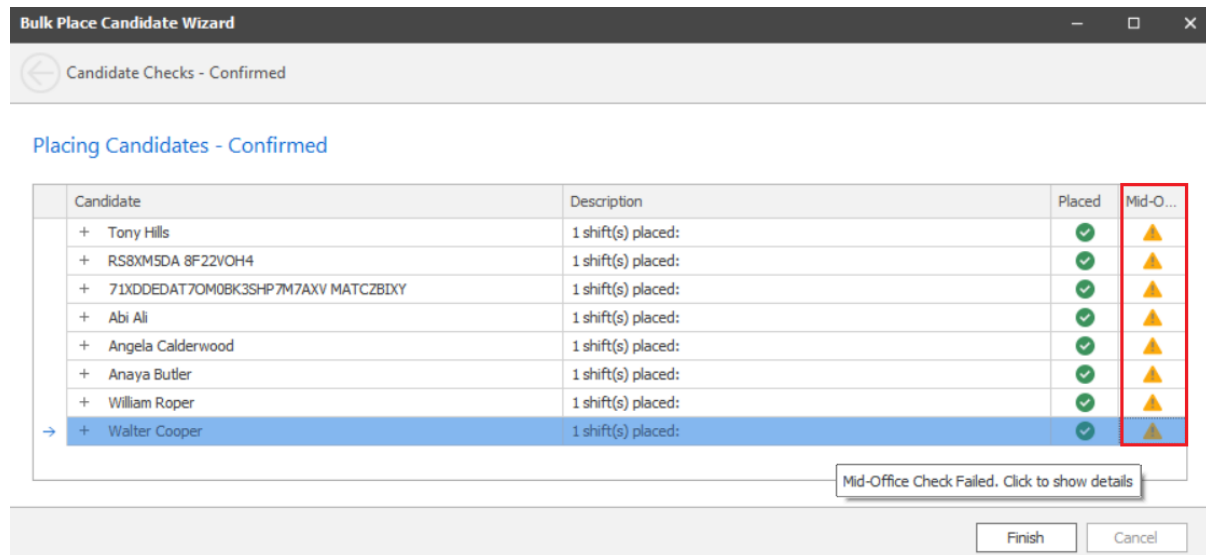 Bulk Place Candidate Wizard
Candidate Checks - Confirmed
Placing Candidates - Confirmed
Candidate Description Placed Mid-O...
+ Tony Hills 1 shift(s) placed:
+ RS8XM5DA 8F22VOH4 1 shift(s) placed:
+ 71XDDEDAT7OM0BK3SHP7M7AXV MATCZBIXY 1 shift(s) placed:
+ Abi Ali 1 shift(s) placed:
+ Angela Calderwood 1 shift(s) placed:
+ Anaya Butler 1 shift(s) placed:
+ William Roper 1 shift(s) placed:
+ Walter Cooper 1 shift(s) placed:
Mid-Office Check Failed. Click to show details
Finish Cancel